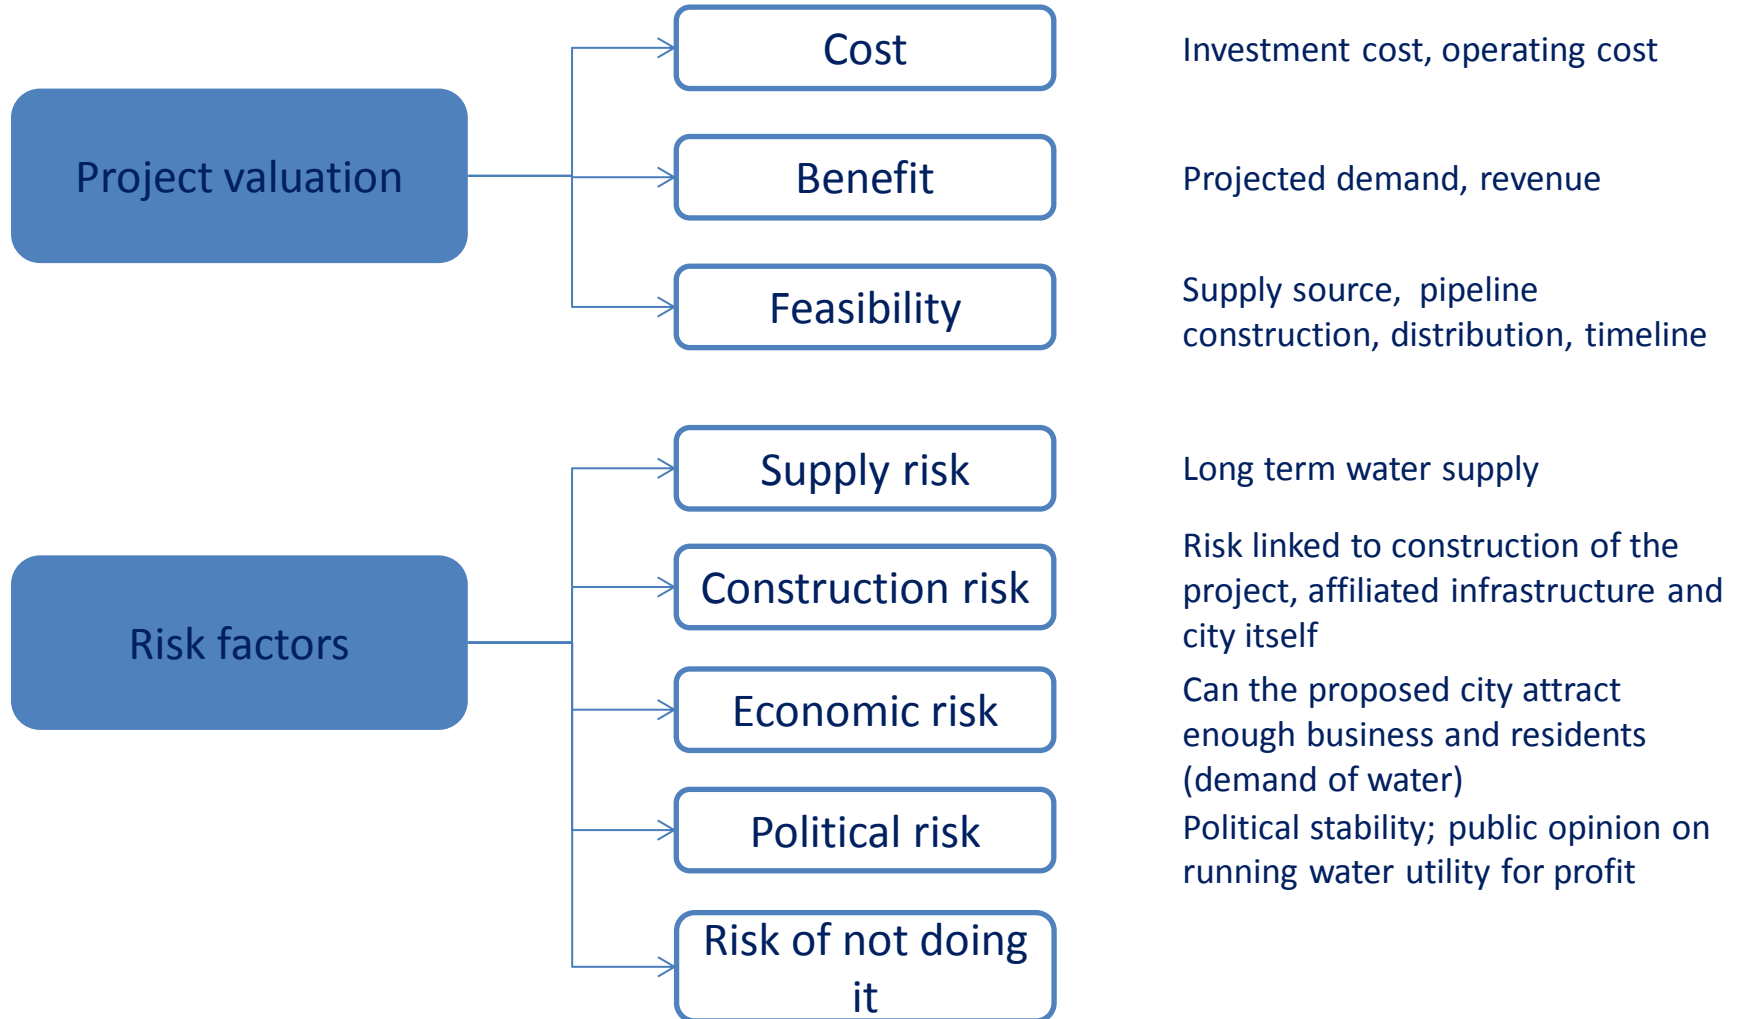 Project valuation
Cost
Investment cost, operating cost
Benefit
Projected demand, revenue
Feasibility
Supply source,  pipeline
construction, distribution, timeline
Risk factors
Supply risk
Long term water supply
Construction risk
Risk linked to construction of the
project, affiliated infrastructure and
city itself
Economic risk
Can the proposed city attract
enough business and residents
(demand of water)
Political risk
Political stability; public opinion on
running water utility for profit
Risk of not doing
it